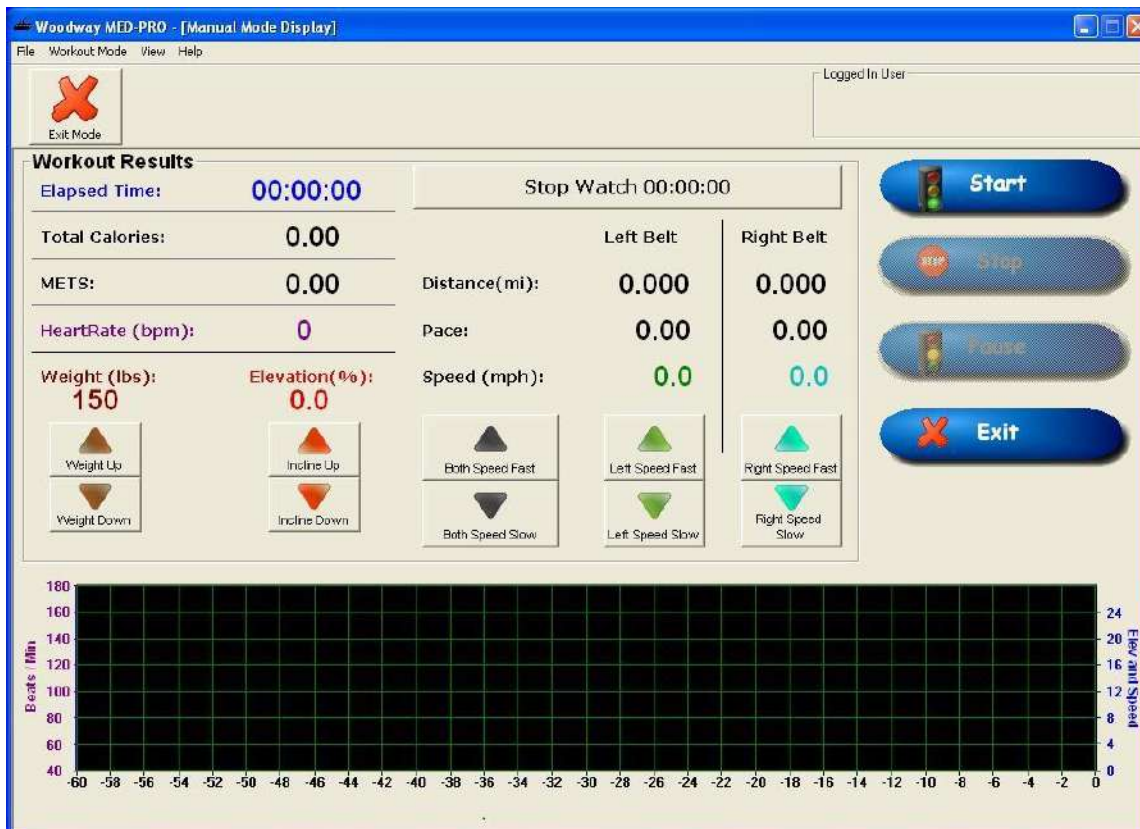 Woodway MED-PRO - [Manual Mode Display]
File Workout Mode View Help
Exit Mode
Logged In User
Workout Results
Elapsed Time: 00:00:00
Stop Watch 00:00:00
Total Calories: 0.00
Left Belt Right Belt
METS: 0.00
Distance(mi): 0.000 0.000
HeartRate (bpm): 0
Pace: 0.00 0.00
Weight (lbs): 150
Elevation(%): 0.0
Speed (mph): 0.0 0.0
Weight Up
Incline Up
Both Speed Fast
Left Speed Fast
Right Speed Fast
Weight Down
Incline Down
Both Speed Slow
Left Speed Slow
Right Speed
Slow
Start
STOP Stop
Pause
Exit
Beats / Min
180
160
140
120
100
80
60
40
-60 -58 -56 -54 -52 -50 -48 -46 -44 -42 -40 -38 -36 -34 -32 -30 -28 -26 -24 -22 -20 -18 -16 -14 -12 -10 -8 -6 -4 -2 0
24
20
16
12
8
4
0
Elev and Speed